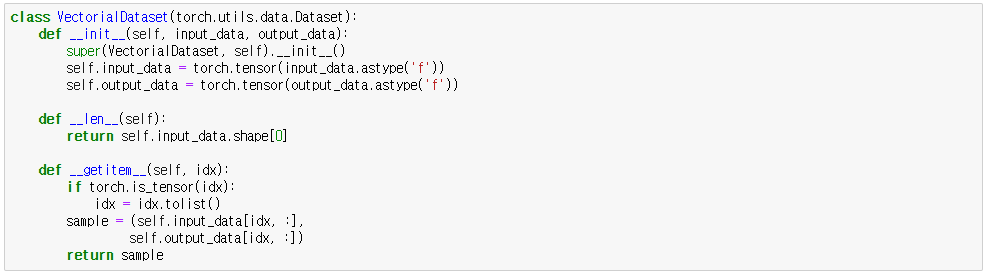 class VectorialDataset(torch.utils.data.Dataset):
    def __init__(self, input_data, output_data):
        super(VectorialDataset, self).__init__()
        self.input_data = torch.tensor(input_data.astype('f'))
        self.output_data = torch.tensor(output_data.astype('f'))

    def __len__(self):
        return self.input_data.shape[0]

    def __getitem__(self, idx):
        if torch.is_tensor(idx):
            idx = idx.tolist()
        sample = (self.input_data[idx, :],
                  self.output_data[idx, :])
        return sample